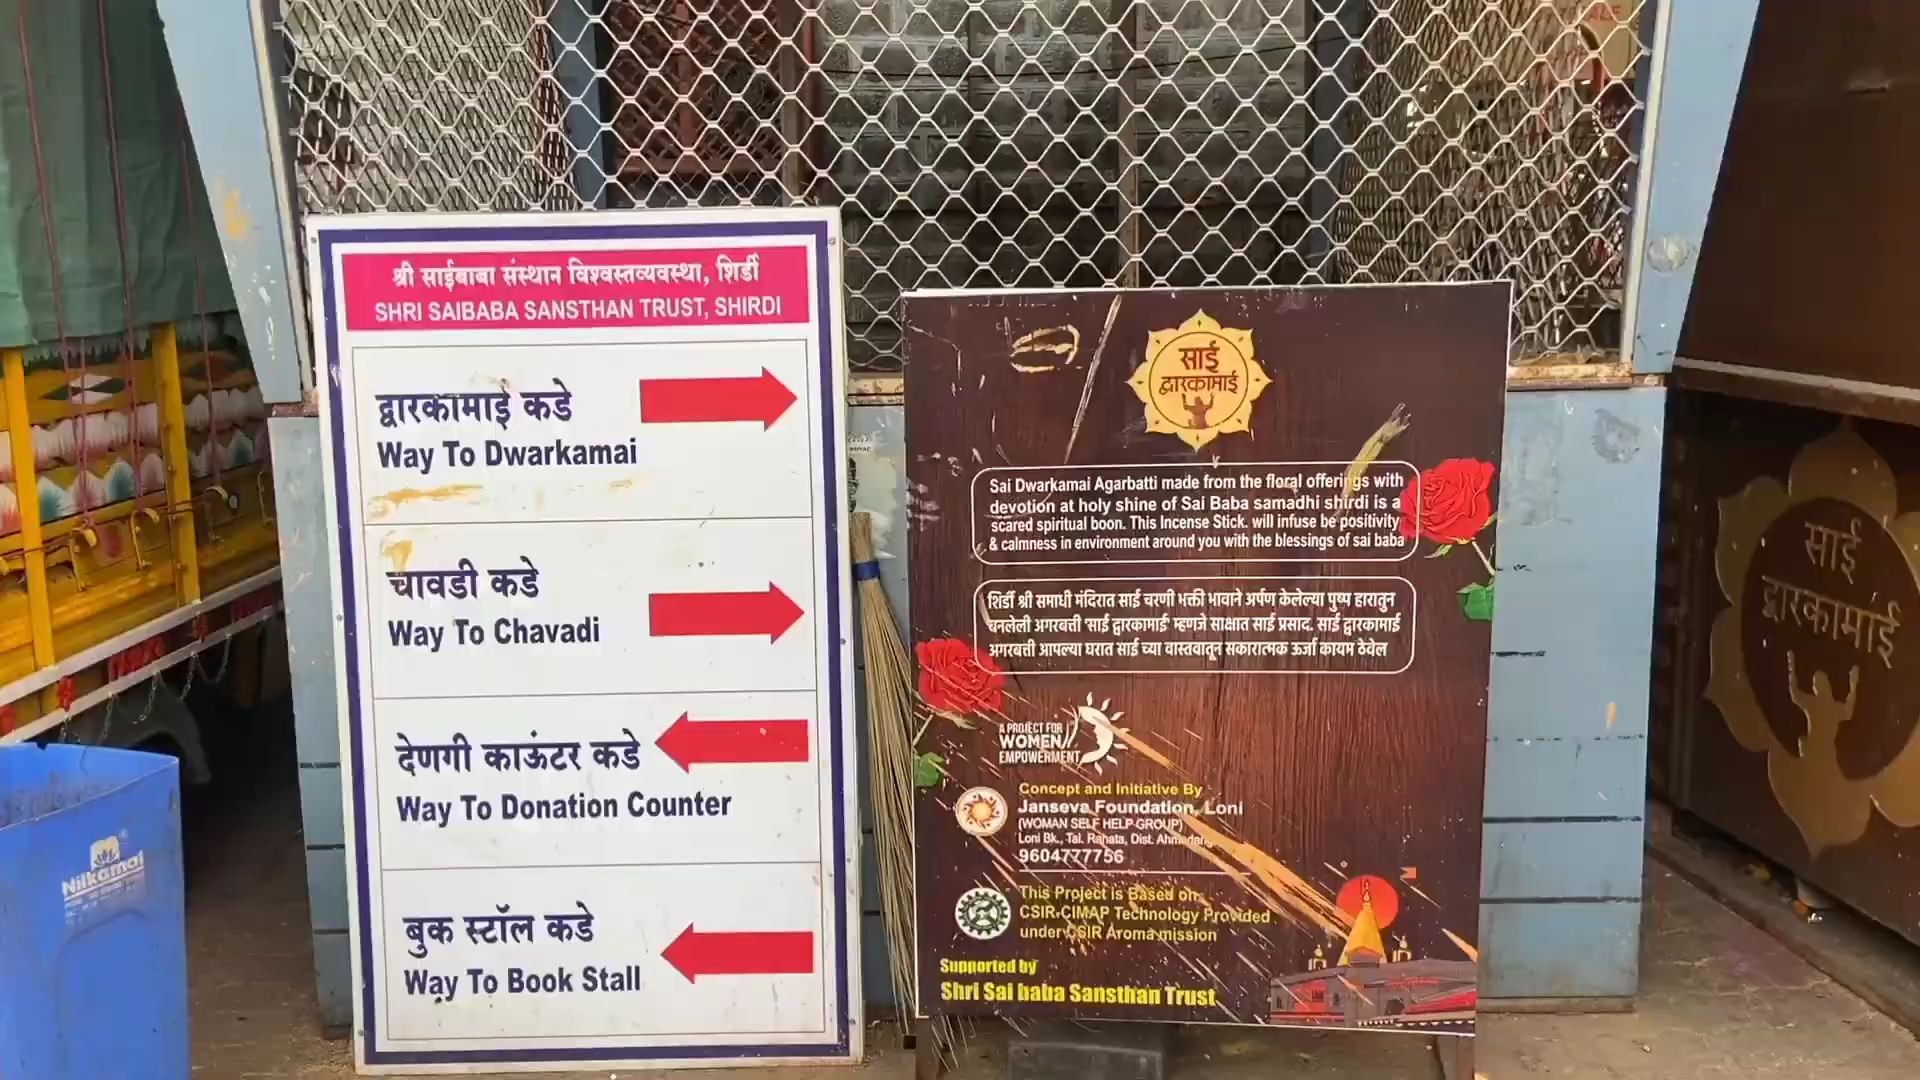 श्री साईबाबा संस्थान विश्वस्तव्यवस्था, शिर्डी
SHRI SAIBABA SANSTHAN TRUST, SHIRDI
द्वारकामाई कडे
Way To Dwarkamai
चावडी कडे
Way To Chavadi
देणगी काऊंटर कडे
Way To Donation Counter
बुक स्टॉल कडे
Way To Book Stall
साई
द्वारकामाई
Sai Dwarkamai Agarbatti made from the floral offerings with
devotion at holy shine of Sai Baba samadhi shirdi is a
scared spiritual boon. This Incense Stick. will infuse be positivity
& calmness in environment around you with the blessings of sai baba
शिर्डी श्री समाधी मंदिरात साई चरणी भक्ती भावाने अर्पण केलेल्या पुष्प हारातुन
बनलेली अगरबत्ती 'साई द्वारकामाई' म्हणजे साक्षात साई प्रसाद. साई द्वारकामाई
अगरबत्ती आपल्या घरात साई च्या वास्तवातून सकारात्मक ऊर्जा कायम ठेवेल
A PROJECT FOR
WOMEN
EMPOWERMENT
Concept and Initiative By
Janseva Foundation, Loni
(WOMAN SELF HELP GROUP)
Loni Bk., Tal. Rahata, Dist.
9604777756
This Project is Based on
CSIR-CIMAP Technology Provided
under CSIR Aroma mission
Supported by
Shri Sai baba Sansthan Trust
साई
द्वारकामाई
Nilkamal